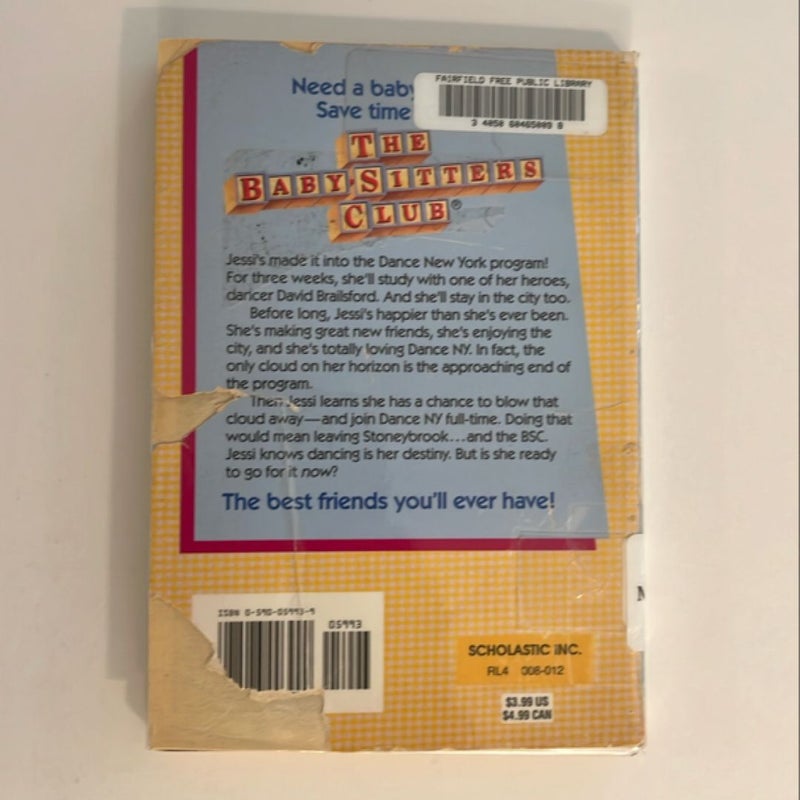 Need a baby
Save time
FAIRFIELD FREE PUBLIC LIBRARY
THE
BABY-SITTERS
CLUB®
Jessi's made it into the Dance New York program!
For three weeks, she'll study with one of her heroes,
dancer David Brailsford. And she'll stay in the city too.
Before long, Jessi's happier than she's ever been.
She's making great new friends, she's enjoying the
city, and she's totally loving Dance NY. In fact, the
only cloud on her horizon is the approaching end of
the program.
Then Jessi learns she has a chance to blow that
cloud away—and join Dance NY full-time. Doing that
would mean leaving Stoneybrook...and the BSC.
Jessi knows dancing is her destiny. But is she ready
to go for it now?
The best friends you'll ever have!
ISBN 0-590-05993-9
05993
SCHOLASTIC INC.
RL4 008-012
$3.99 US
$4.99 CAN